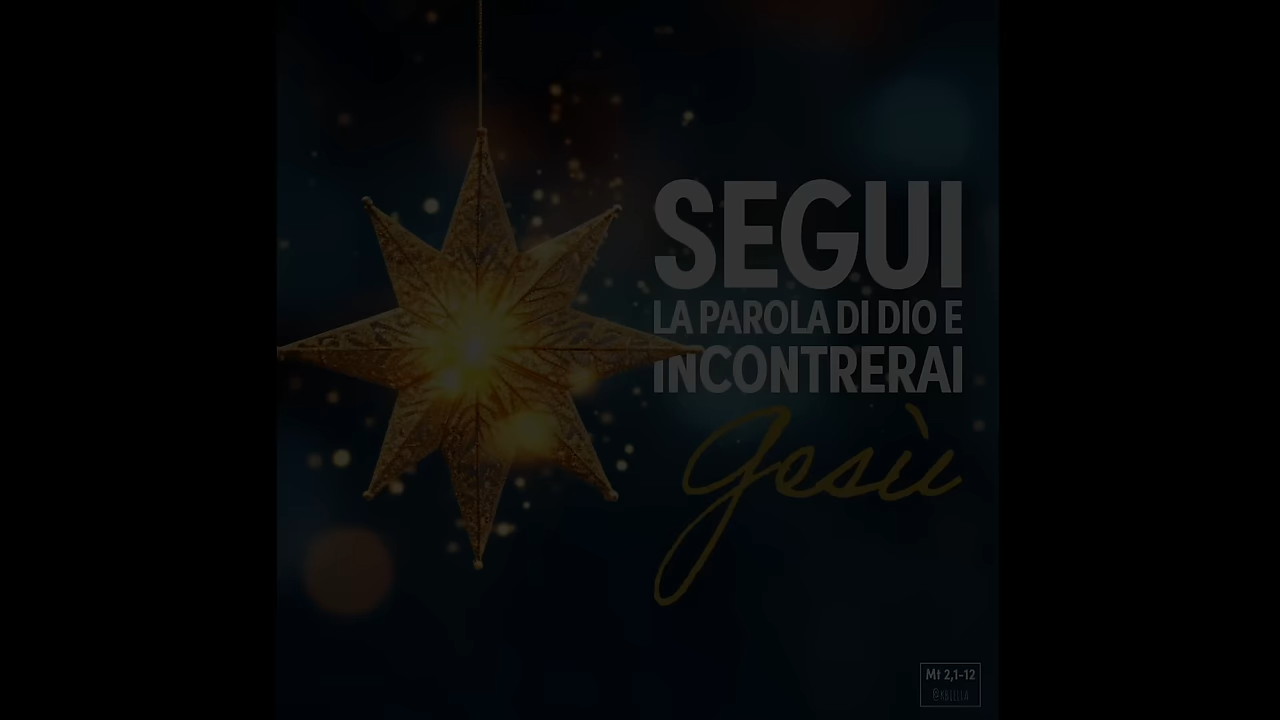 SEGUI
LA PAROLA DI DIO E
INCONTRERAI
Gesù
Mt 2,1-12